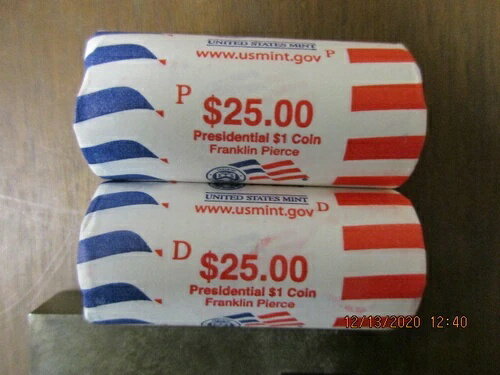 UNITED STATES MINT
www.usmint.gov P
P $25.00
Presidential $1 Coin
Franklin Pierce
UNITED STATES MINT
www.usmint.gov D
D $25.00
Presidential $1 Coin
Franklin Pierce
12/13/2020 12:40